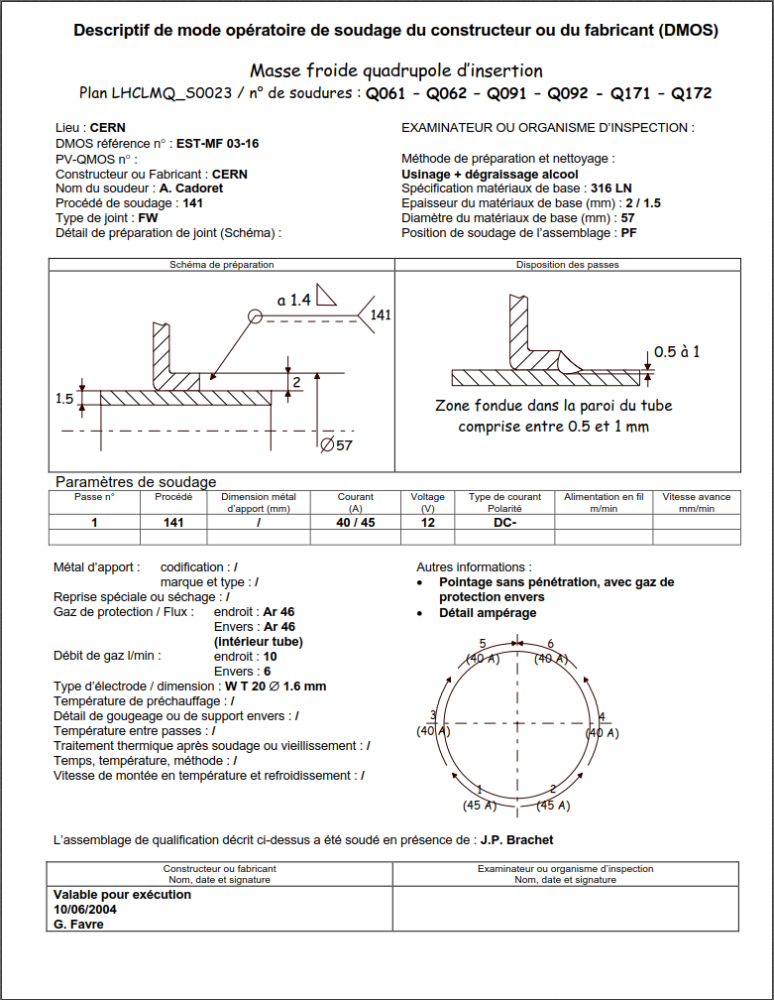 Descriptif de mode opératoire de soudage du constructeur ou du fabricant (DMOS)
Masse froide quadrupole d'insertion
Plan LHCLMQ_S0023 / n° de soudures : Q061 – Q062 – Q091 – Q092 - Q171 – Q172
Lieu : CERN
DMOS référence n° : EST-MF 03-16
PV-QMOS n° :
Constructeur ou Fabricant : CERN
Nom du soudeur : A. Cadoret
Procédé de soudage : 141
Type de joint : FW
Détail de préparation de joint (Schéma) :
EXAMINATEUR OU ORGANISME D'INSPECTION :
Méthode de préparation et nettoyage :
Usinage + dégraissage alcool
Spécification matériaux de base : 316 LN
Epaisseur du matériaux de base (mm) : 2 / 1.5
Diamètre du matériaux de base (mm) : 57
Position de soudage de l'assemblage : PF
Schéma de préparation
a 1.4
141
2
1.5
Ø 57
Disposition des passes
0.5 à 1
Zone fondue dans la paroi du tube
comprise entre 0.5 et 1 mm
Paramètres de soudage
Passe n° Procédé Dimension métal Courant Voltage Type de courant Alimentation en fil Vitesse avance
d'apport (mm) (A) (V) Polarité m/min mm/min
1 141 / 40 / 45 12 DC-
Métal d'apport : codification : /
marque et type : /
Reprise spéciale ou séchage : /
Gaz de protection / Flux : endroit : Ar 46
Envers : Ar 46
(intérieur tube)
Débit de gaz l/min : endroit : 10
Envers : 6
Type d'électrode / dimension : W T 20 Ø 1.6 mm
Température de préchauffage : /
Détail de gougeage ou de support envers : /
Température entre passes : /
Traitement thermique après soudage ou vieillissement : /
Temps, température, méthode : /
Vitesse de montée en température et refroidissement : /
Autres informations :
• Pointage sans pénétration, avec gaz de
protection envers
• Détail ampérage
5 6
(40 A) (40 A)
3 4
(40 A) (40 A)
1 2
(45 A) (45 A)
L'assemblage de qualification décrit ci-dessus a été soudé en présence de : J.P. Brachet
Constructeur ou fabricant
Nom, date et signature
Examinateur ou organisme d'inspection
Nom, date et signature
Valable pour exécution
10/06/2004
G. Favre